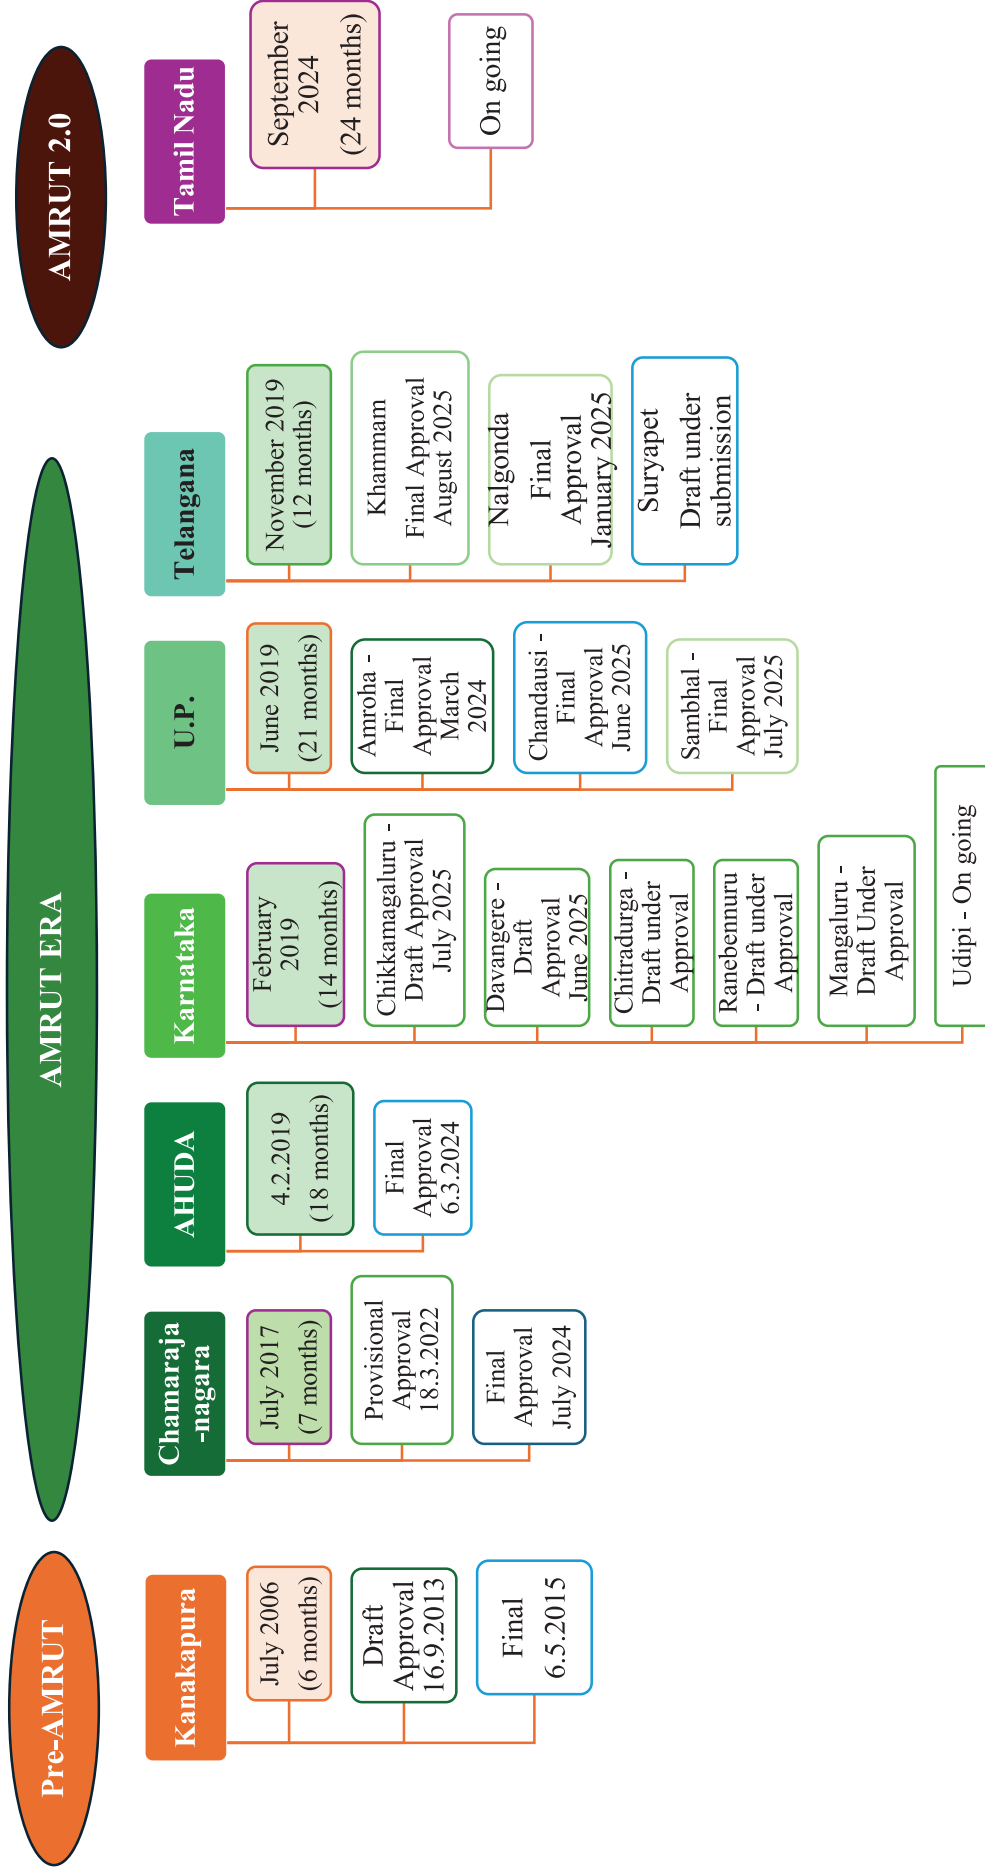 Pre-AMRUT
AMRUT ERA
AMRUT 2.0
Kanakapura
July 2006
(6 months)
Draft
Approval
16.9.2013
Final
6.5.2015
Chamaraja
-nagara
July 2017
(7 months)
Provisional
Approval
18.3.2022
Final
Approval
July 2024
AHUDA
4.2.2019
(18 months)
Final
Approval
6.3.2024
Karnataka
February
2019
(14 monhts)
Chikkamagaluru -
Draft Approval
July 2025
Davangere -
Draft
Approval
June 2025
Chitradurga -
Draft under
Approval
Ranebennuru
- Draft under
Approval
Mangaluru -
Draft Under
Approval
Udipi - On going
U.P.
June 2019
(21 months)
Amroha -
Final
Approval
March
2024
Chandausi -
Final
Approval
June 2025
Sambhal -
Final
Approval
July 2025
Telangana
November 2019
(12 months)
Khammam
Final Approval
August 2025
Nalgonda
Final
Approval
January 2025
Suryapet
Draft under
submission
Tamil Nadu
September
2024
(24 months)
On going